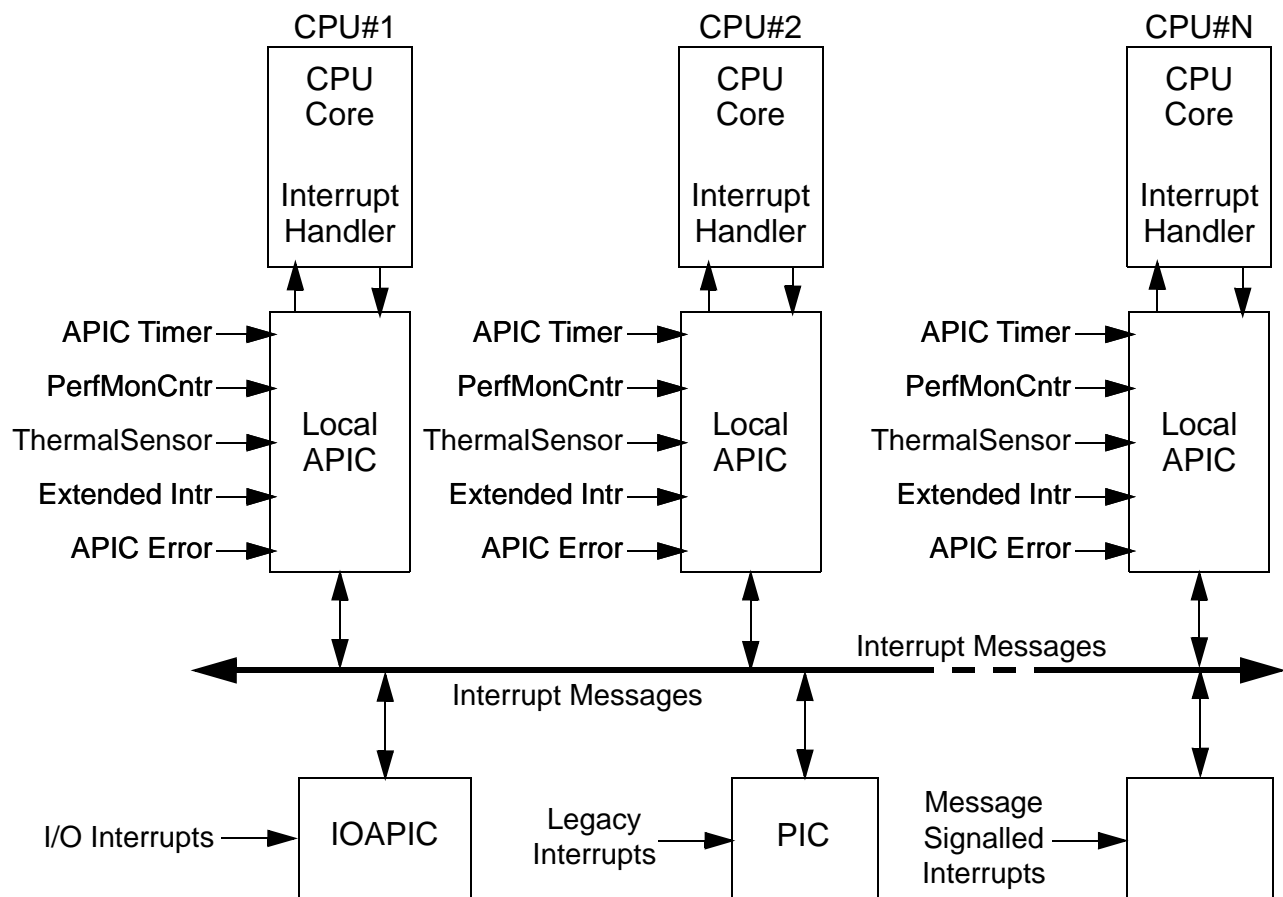 CPU#1
CPU#2
CPU#N
CPU
Core
CPU
Core
CPU
Core
Interrupt
Handler
Interrupt
Handler
Interrupt
Handler
APIC Timer
PerfMonCntr
ThermalSensor
Extended Intr
APIC Error
Local
APIC
APIC Timer
PerfMonCntr
ThermalSensor
Extended Intr
APIC Error
Local
APIC
APIC Timer
PerfMonCntr
ThermalSensor
Extended Intr
APIC Error
Local
APIC
Interrupt Messages
Interrupt Messages
I/O Interrupts
IOAPIC
Legacy
Interrupts
PIC
Message
Signalled
Interrupts